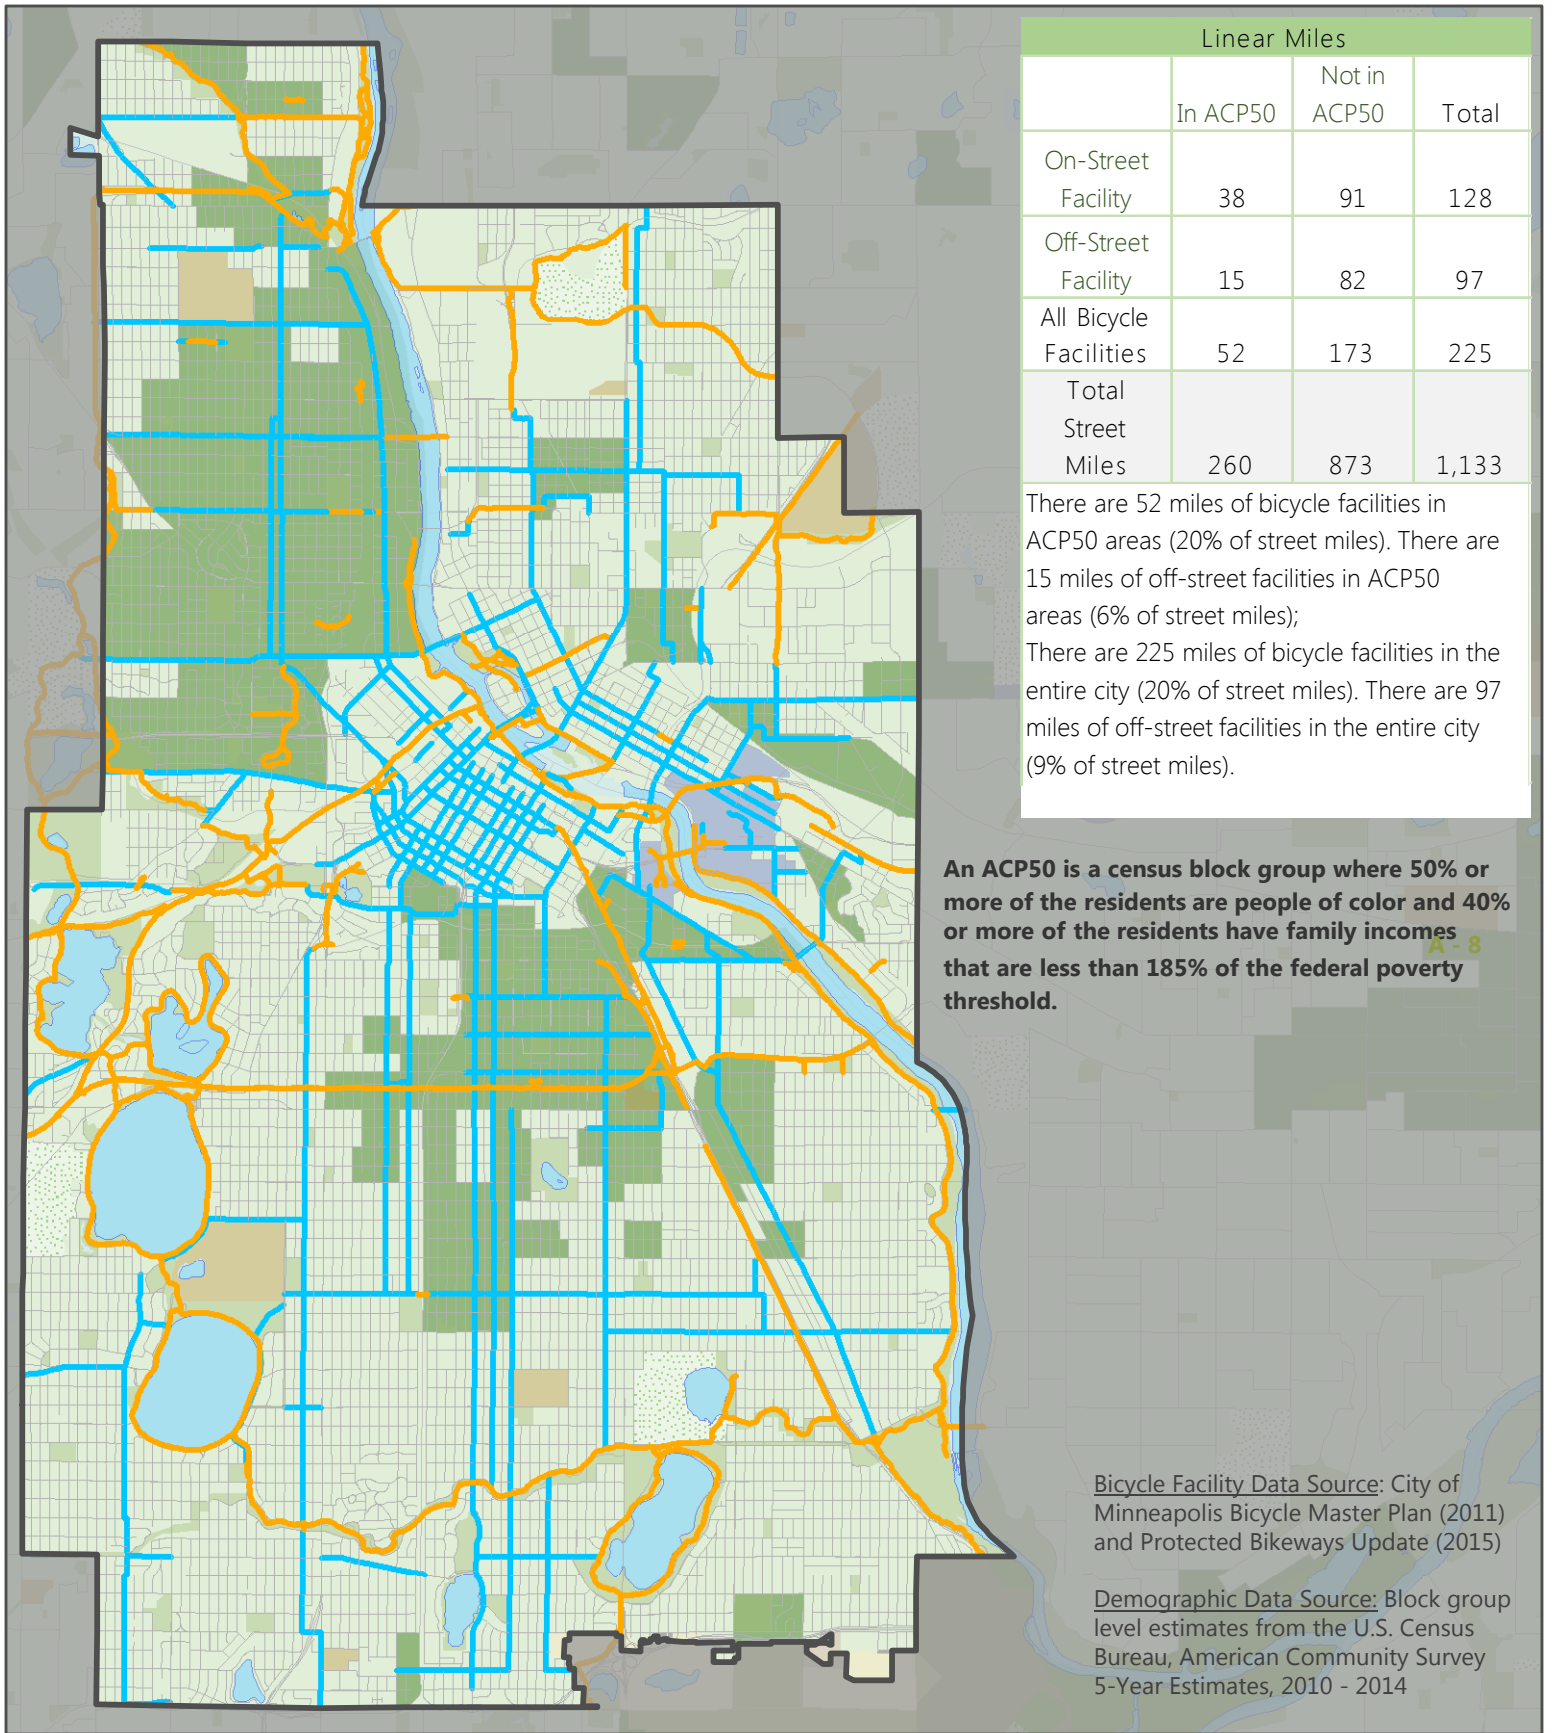 Linear Miles
In ACP50 Not in ACP50 Total
On-Street Facility 38 91 128
Off-Street Facility 15 82 97
All Bicycle Facilities 52 173 225
Total Street Miles 260 873 1,133
There are 52 miles of bicycle facilities in
ACP50 areas (20% of street miles). There are
15 miles of off-street facilities in ACP50
areas (6% of street miles);
There are 225 miles of bicycle facilities in the
entire city (20% of street miles). There are 97
miles of off-street facilities in the entire city
(9% of street miles).
An ACP50 is a census block group where 50% or
more of the residents are people of color and 40%
or more of the residents have family incomes
A - 8
that are less than 185% of the federal poverty
threshold.
Bicycle Facility Data Source: City of
Minneapolis Bicycle Master Plan (2011)
and Protected Bikeways Update (2015)
Demographic Data Source: Block group
level estimates from the U.S. Census
Bureau, American Community Survey
5-Year Estimates, 2010 - 2014